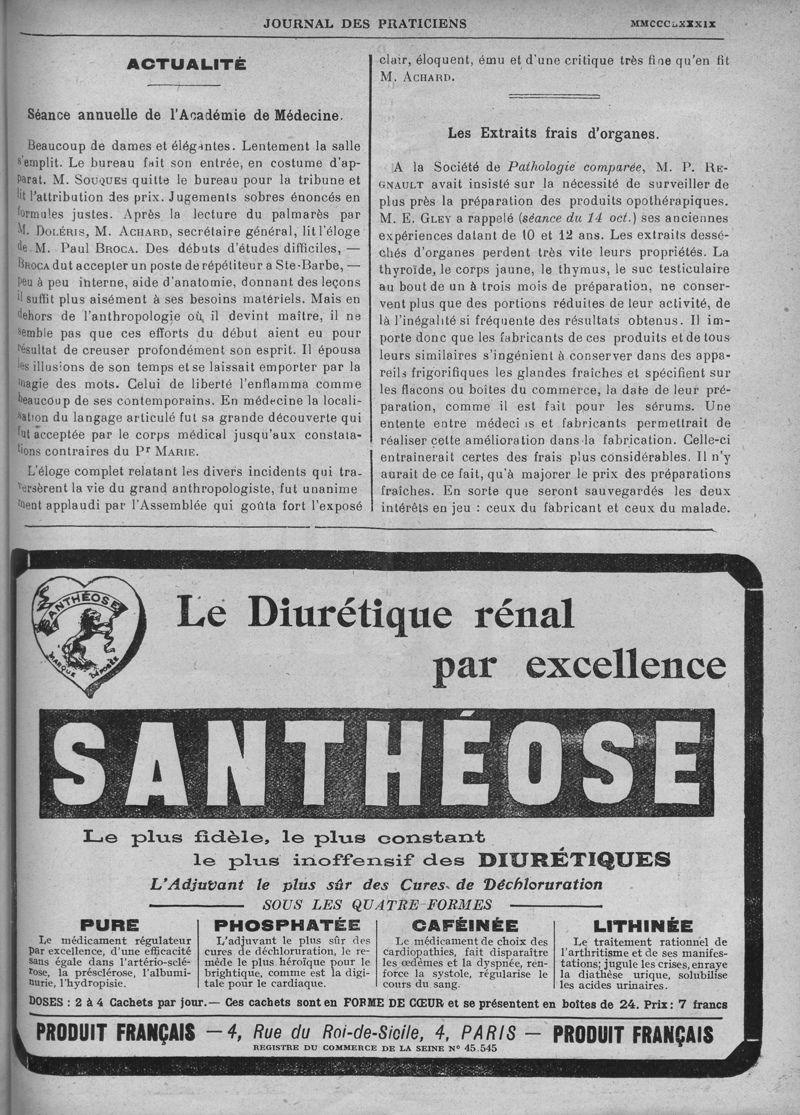 JOURNAL DES PRATICIENS
MMCCCLXXXIX
ACTUALITÉ
Séance annuelle de l'Académie de Médecine.
Beaucoup de dames et élégantes. Lentement la salle
s'emplit. Le bureau fait son entrée, en costume d'ap-
parat. M. SOUQUES quitte le bureau pour la tribune et
lit l'attribution des prix. Jugements sobres énoncés en
formules justes. Après la lecture du palmarès par
M. DOLÉRIS, M. ACHARD, secrétaire général, lit l'éloge
de M. Paul BROCA. Des débuts d'études difficiles, —
BROCA dut accepter un poste de répétiteur a Ste-Barbe, —
peu à peu interne, aide d'anatomie, donnant des leçons
il suffit plus aisément à ses besoins matériels. Mais en
dehors de l'anthropologie où, il devint maître, il ne
semble pas que ces efforts du début aient eu pour
résultat de creuser profondément son esprit. Il épousa
les illusions de son temps et se laissait emporter par la
magie des mots. Celui de liberté l'enflamma comme
beaucoup de ses contemporains. En médecine la locali-
sation du langage articulé fut sa grande découverte qui
fut acceptée par le corps médical jusqu'aux constata-
tions contraires du Pr MARIE.
L'éloge complet relatant les divers incidents qui tra-
versèrent la vie du grand anthropologiste, fut unanime
ment applaudi par l'Assemblée qui goûta fort l'exposé
clair, éloquent, ému et d'une critique très fine qu'en fit
M. ACHARD.
Les Extraits frais d'organes.
A la Société de Pathologie comparée, M. P. RE-
GNAULT avait insisté sur la nécessité de surveiller de
plus près la préparation des produits opothérapiques.
M. E. GLEY a rappelé (séance du 14 oct.) ses anciennes
expériences datant de 10 et 12 ans. Les extraits dessé-
chés d'organes perdent très vite leurs propriétés. La
thyroïde, le corps jaune, le thymus, le suc testiculaire
au bout de un à trois mois de préparation, ne conser-
vent plus que des portions réduites de leur activité, de
là l'inégalité si fréquente des résultats obtenus. Il im-
porte donc que les fabricants de ces produits et de tous
leurs similaires s'ingénient à conserver dans des appa-
reils frigorifiques les glandes fraîches et spécifient sur
les flacons ou boîtes du commerce, la date de leur pré-
paration, comme il est fait pour les sérums. Une
entente entre médecins et fabricants permettrait de
réaliser cette amélioration dans la fabrication. Celle-ci
entrainerait certes des frais plus considérables. Il n'y
aurait de ce fait, qu'à majorer le prix des préparations
fraîches. En sorte que seront sauvegardés les deux
intérêts en jeu : ceux du fabricant et ceux du malade.
SANTHÉOSE
MARQUE DÉPOSÉE
Le Diurétique rénal
par excellence
SANTHÉOSE
Le plus fidèle, le plus constant
le plus inoffensif des DIURÉTIQUES
L'Adjuvant le plus sûr des Cures de Déchloruration
SOUS LES QUATRE FORMES
PURE
Le médicament régulateur
par excellence, d'une efficacité
sans égale dans l'artério-sclé-
rose, la présclérose, l'albumi-
nurie, l'hydropisie.
PHOSPHATÉE
L'adjuvant le plus sûr des
cures de déchloruration, le re-
mède le plus héroïque pour le
brightique, comme est la digi-
tale pour le cardiaque.
CAFÉINÉE
Le médicament de choix des
cardiopathies, fait disparaître
les œdèmes et la dyspnée, ren-
force la systole, régularise le
cours du sang.
LITHINÉE
Le traitement rationnel de
l'arthritisme et de ses manifes-
tations; jugule les crises, enraye
la diathèse urique, solubilise
les acides urinaires.
DOSES : 2 à 4 Cachets par jour. — Ces cachets sont en FORME DE CŒUR et se présentent en boîtes de 24. Prix : 7 francs
PRODUIT FRANÇAIS — 4, Rue du Roi-de-Sicile, 4, PARIS — PRODUIT FRANÇAIS
REGISTRE DU COMMERCE DE LA SEINE N° 45.545